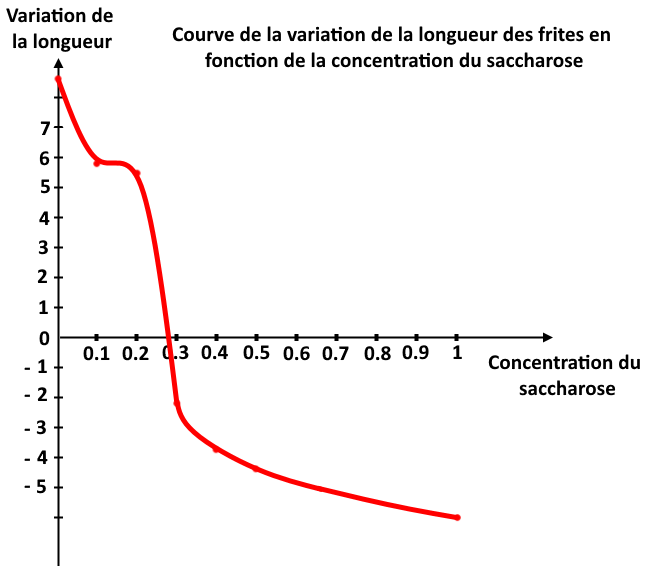 Variation de
la longueur
Courve de la variation de la longueur des frites en
fonction de la concentration du saccharose
7
6
5
4
3
2
1
0
0.1 0.2 0.3 0.4 0.5 0.6 0.7 0.8 0.9 1
- 1
- 2
- 3
- 4
- 5
Concentration du
saccharose